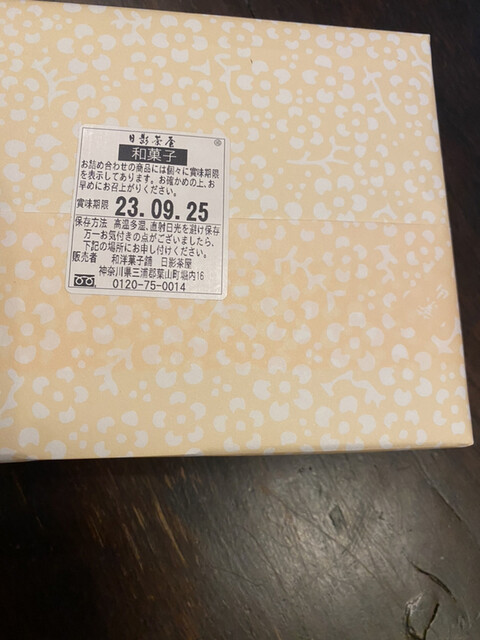 日影茶屋
和菓子
お詰め合わせの商品には個々に賞味期限
を表示してあります。お確かめの上、お
早めにお召上がりください。
賞味期限 23.09.25
保存方法 高温多湿、直射日光を避け保存
万一お気付きの点がございましたら、
下記の場所にお申し付けください。
販売者 和洋菓子舗 日影茶屋
神奈川県三浦郡葉山町堀内16
0120-75-0014